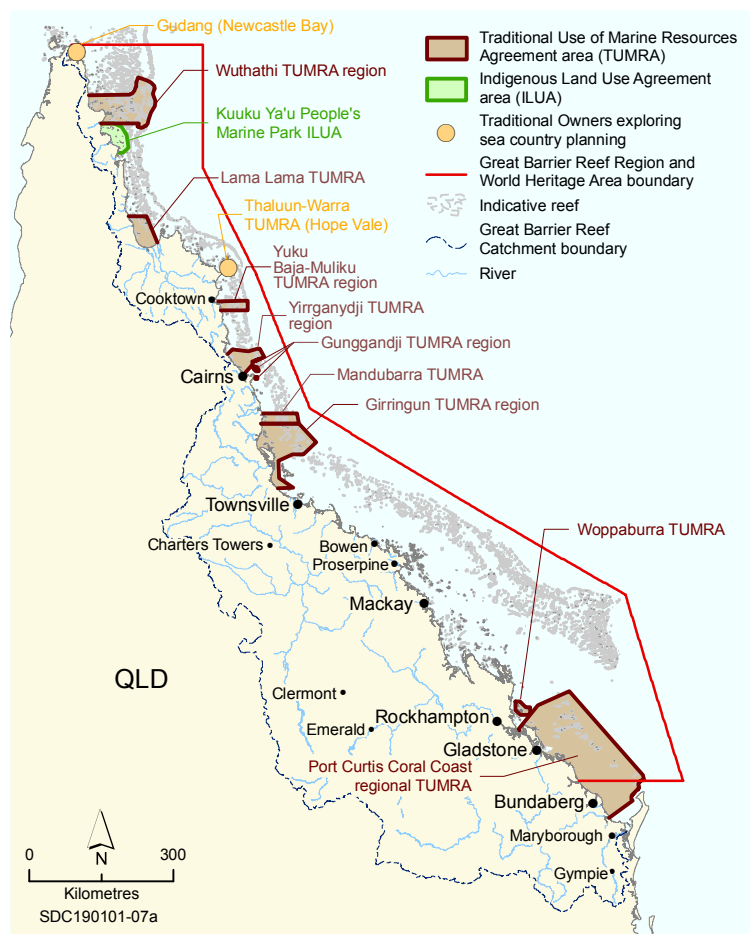 Gudang (Newcastle Bay)
Wuthathi TUMRA region
Kuuku Ya'u People's
Marine Park ILUA
Lama Lama TUMRA
Thaluun-Warra
TUMRA (Hope Vale)
Yuku
Baja-Muliku
TUMRA region
Cooktown
Yirrganydji TUMRA
region
Gunggandji TUMRA region
Cairns
Mandubarra TUMRA
Girringun TUMRA region
Townsville
Charters Towers
Bowen
Proserpine
Woppaburra TUMRA
Mackay
QLD
Clermont
Emerald
Rockhampton
Gladstone
Port Curtis Coral Coast
regional TUMRA
Bundaberg
Maryborough
Gympie
Traditional Use of Marine Resources
Agreement area (TUMRA)
Indigenous Land Use Agreement
area (ILUA)
Traditional Owners exploring
sea country planning
Great Barrier Reef Region and
World Heritage Area boundary
Indicative reef
Great Barrier Reef
Catchment boundary
River
N
0 300
Kilometres
SDC190101-07a